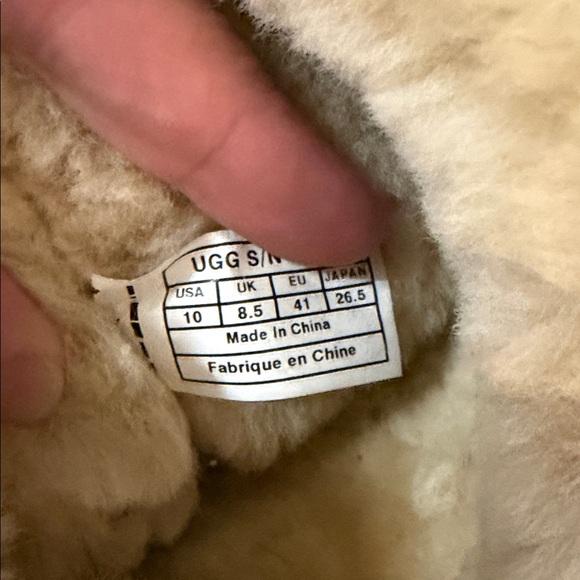 UGG S/N
USA UK EU JAPAN
10 8.5 41 26.5
Made In China
Fabrique en Chine